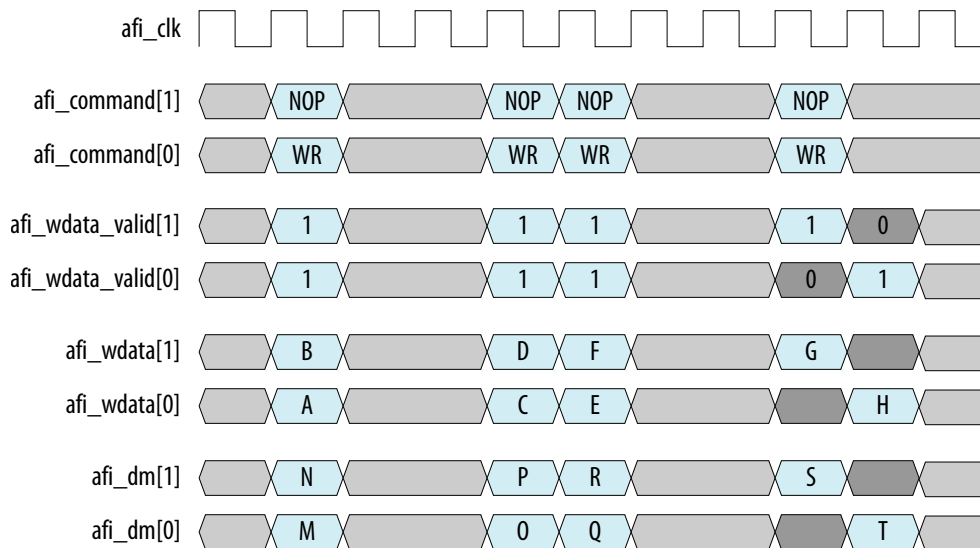 afi_clk
afi_command[1] NOP NOP NOP NOP
afi_command[0] WR WR WR WR
afi_wdata_valid[1] 1 1 1 1 0
afi_wdata_valid[0] 1 1 1 0 1
afi_wdata[1] B D F G
afi_wdata[0] A C E H
afi_dm[1] N P R S
afi_dm[0] M O Q T